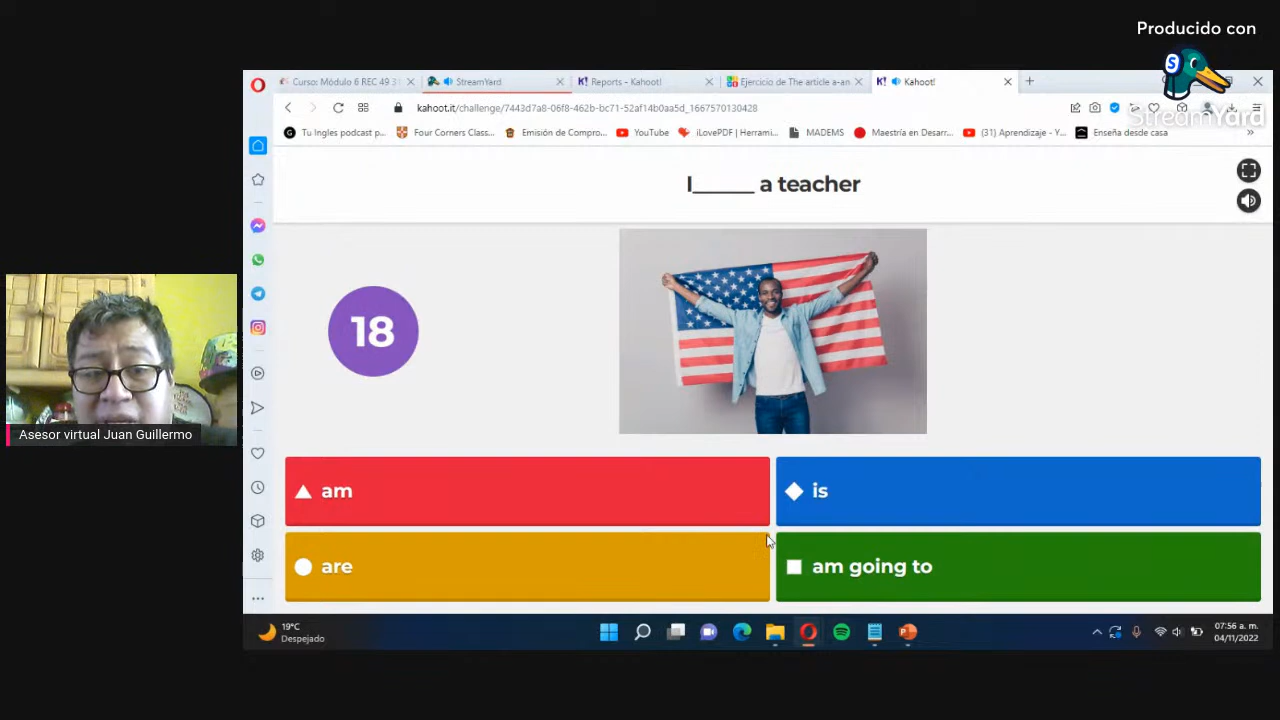 Producido con
StreamYard
Curso: Módulo 6 REC 49 3
StreamYard
Reports - Kahoot!
Ejercicio de The article a-an
Kahoot!
kahoot.it/challenge/7443d7a8-06f8-462b-bc71-52af14b0aa5d_1667570130428
Tu Ingles podcast p...
Four Corners Class...
Emisión de Compro...
YouTube
iLovePDF | Herrami...
MADEMS
Maestría en Desarr...
(31) Aprendizaje - Y...
Enseña desde casa
»
I_____ a teacher
18
Asesor virtual Juan Guillermo
am
is
are
am going to
19°C
Despejado
07:56 a. m.
04/11/2022